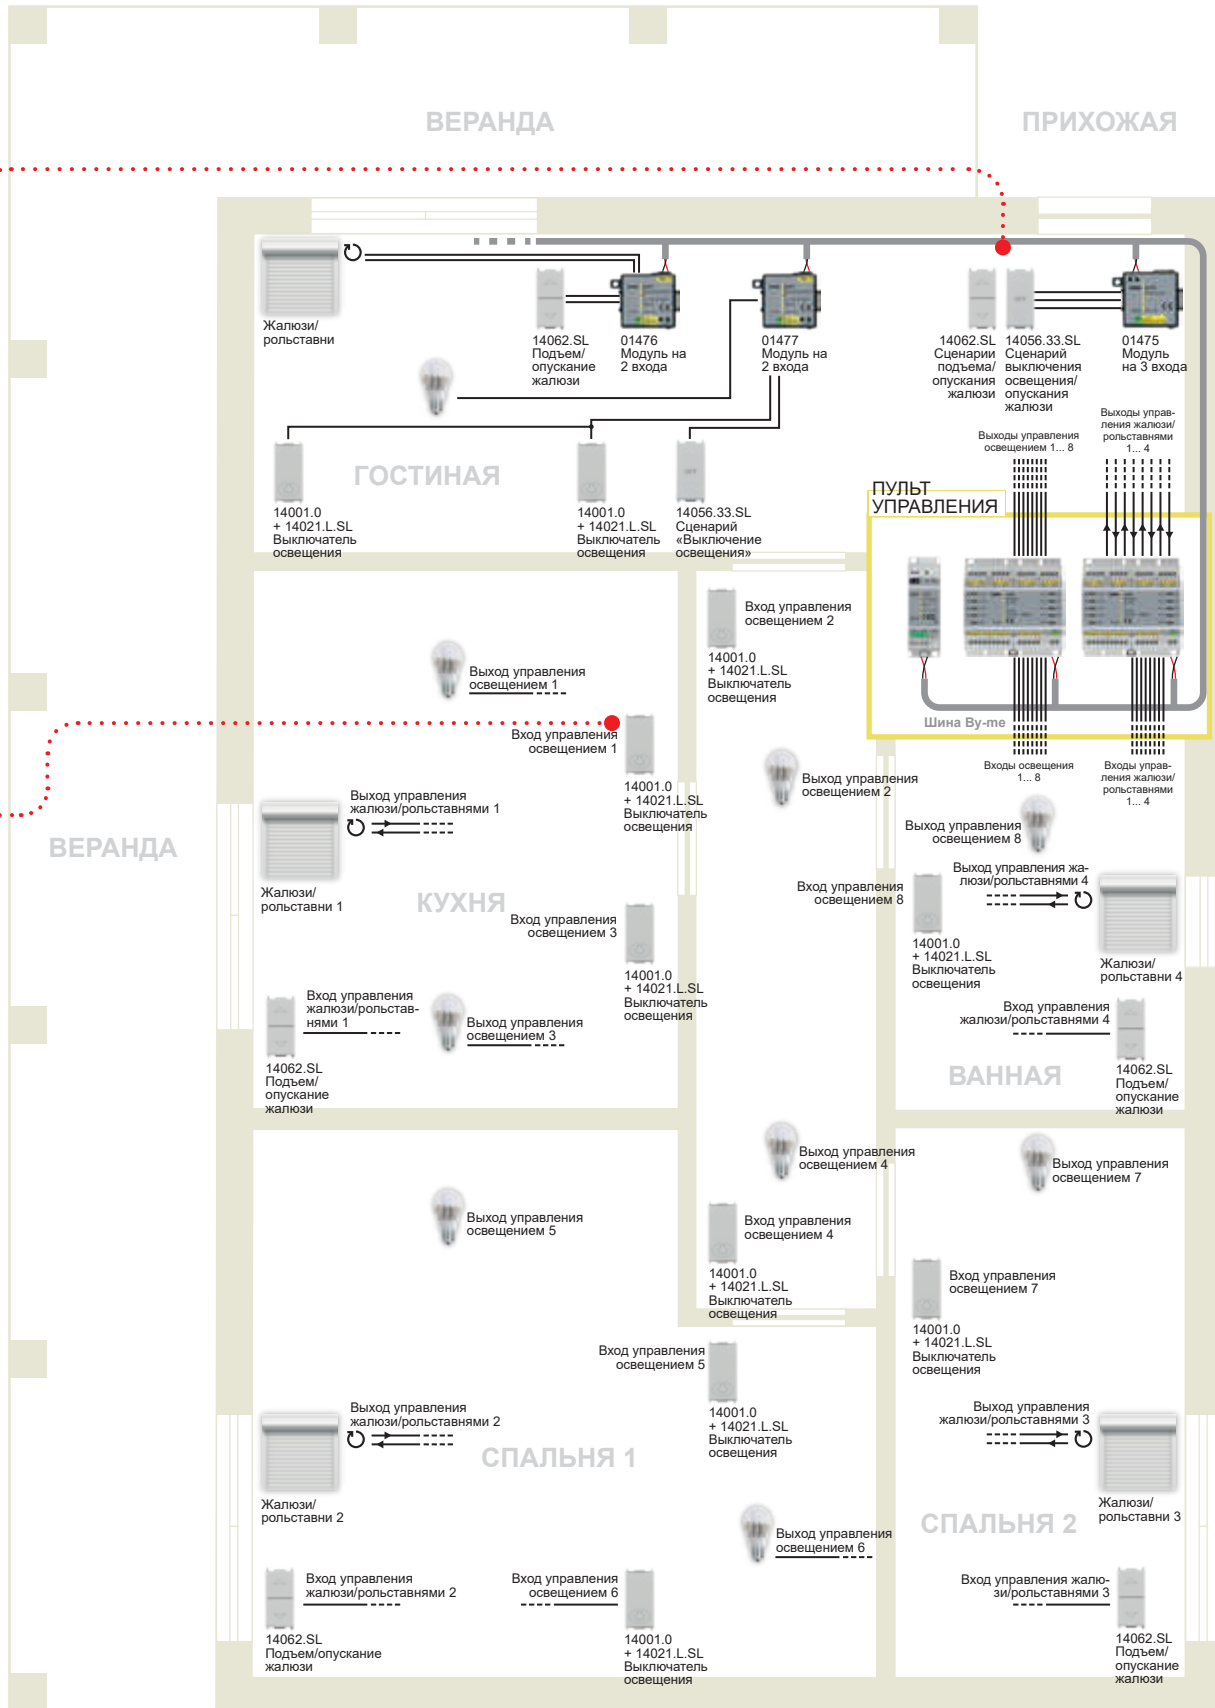 ВЕРАНДА
ПРИХОЖАЯ
Жалюзи/
рольставни
14062.SL
Подъем/
опускание
жалюзи
01476
Модуль на
2 входа
01477
Модуль на
2 входа
14062.SL
Сценарии
подъема/
опускания
жалюзи
14056.33.SL
Сценарий
выключения
освещения/
опускания
жалюзи
01475
Модуль
на 3 входа
Выходы управления
освещением 1... 8
Выходы управ-
ления жалюзи/
рольставнями
1... 4
ГОСТИНАЯ
14001.0
+ 14021.L.SL
Выключатель
освещения
14001.0
+ 14021.L.SL
Выключатель
освещения
14056.33.SL
Сценарий
«Выключение
освещения»
ПУЛЬТ
УПРАВЛЕНИЯ
Шина By-me
Входы освещения
1... 8
Входы управ-
ления жалюзи/
рольставнями
1... 4
Вход управления
освещением 2
14001.0
+ 14021.L.SL
Выключатель
освещения
Выход управления
освещением 1
Вход управления
освещением 1
14001.0
+ 14021.L.SL
Выключатель
освещения
Выход управления
освещением 2
Выход управления
жалюзи/рольставнями 1
ВЕРАНДА
Жалюзи/
рольставни 1
КУХНЯ
Вход управления
освещением 3
14001.0
+ 14021.L.SL
Выключатель
освещения
Вход управления
жалюзи/рольстав-
нями 1
14062.SL
Подъем/
опускание
жалюзи
Выход управления
освещением 3
Выход управления
освещением 8
Вход управления
освещением 8
14001.0
+ 14021.L.SL
Выключатель
освещения
Выход управления жа-
люзи/рольставнями 4
Жалюзи/
рольставни 4
Вход управления
жалюзи/рольставнями 4
ВАННАЯ
14062.SL
Подъем/
опускание
жалюзи
Выход управления
освещением 4
Выход управления
освещением 7
Выход управления
освещением 5
Вход управления
освещением 4
14001.0
+ 14021.L.SL
Выключатель
освещения
Вход управления
освещением 7
14001.0
+ 14021.L.SL
Выключатель
освещения
Вход управления
освещением 5
14001.0
+ 14021.L.SL
Выключатель
освещения
Выход управления
жалюзи/рольставнями 2
Жалюзи/
рольставни 2
СПАЛЬНЯ 1
Выход управления
жалюзи/рольставнями 3
Жалюзи/
рольставни 3
СПАЛЬНЯ 2
Выход управления
освещением 6
Вход управления
жалюзи/рольставнями 2
14062.SL
Подъем/опускание
жалюзи
Вход управления
освещением 6
14001.0
+ 14021.L.SL
Выключатель
освещения
Вход управления жалю-
зи/рольставнями 3
14062.SL
Подъем/
опускание
жалюзи